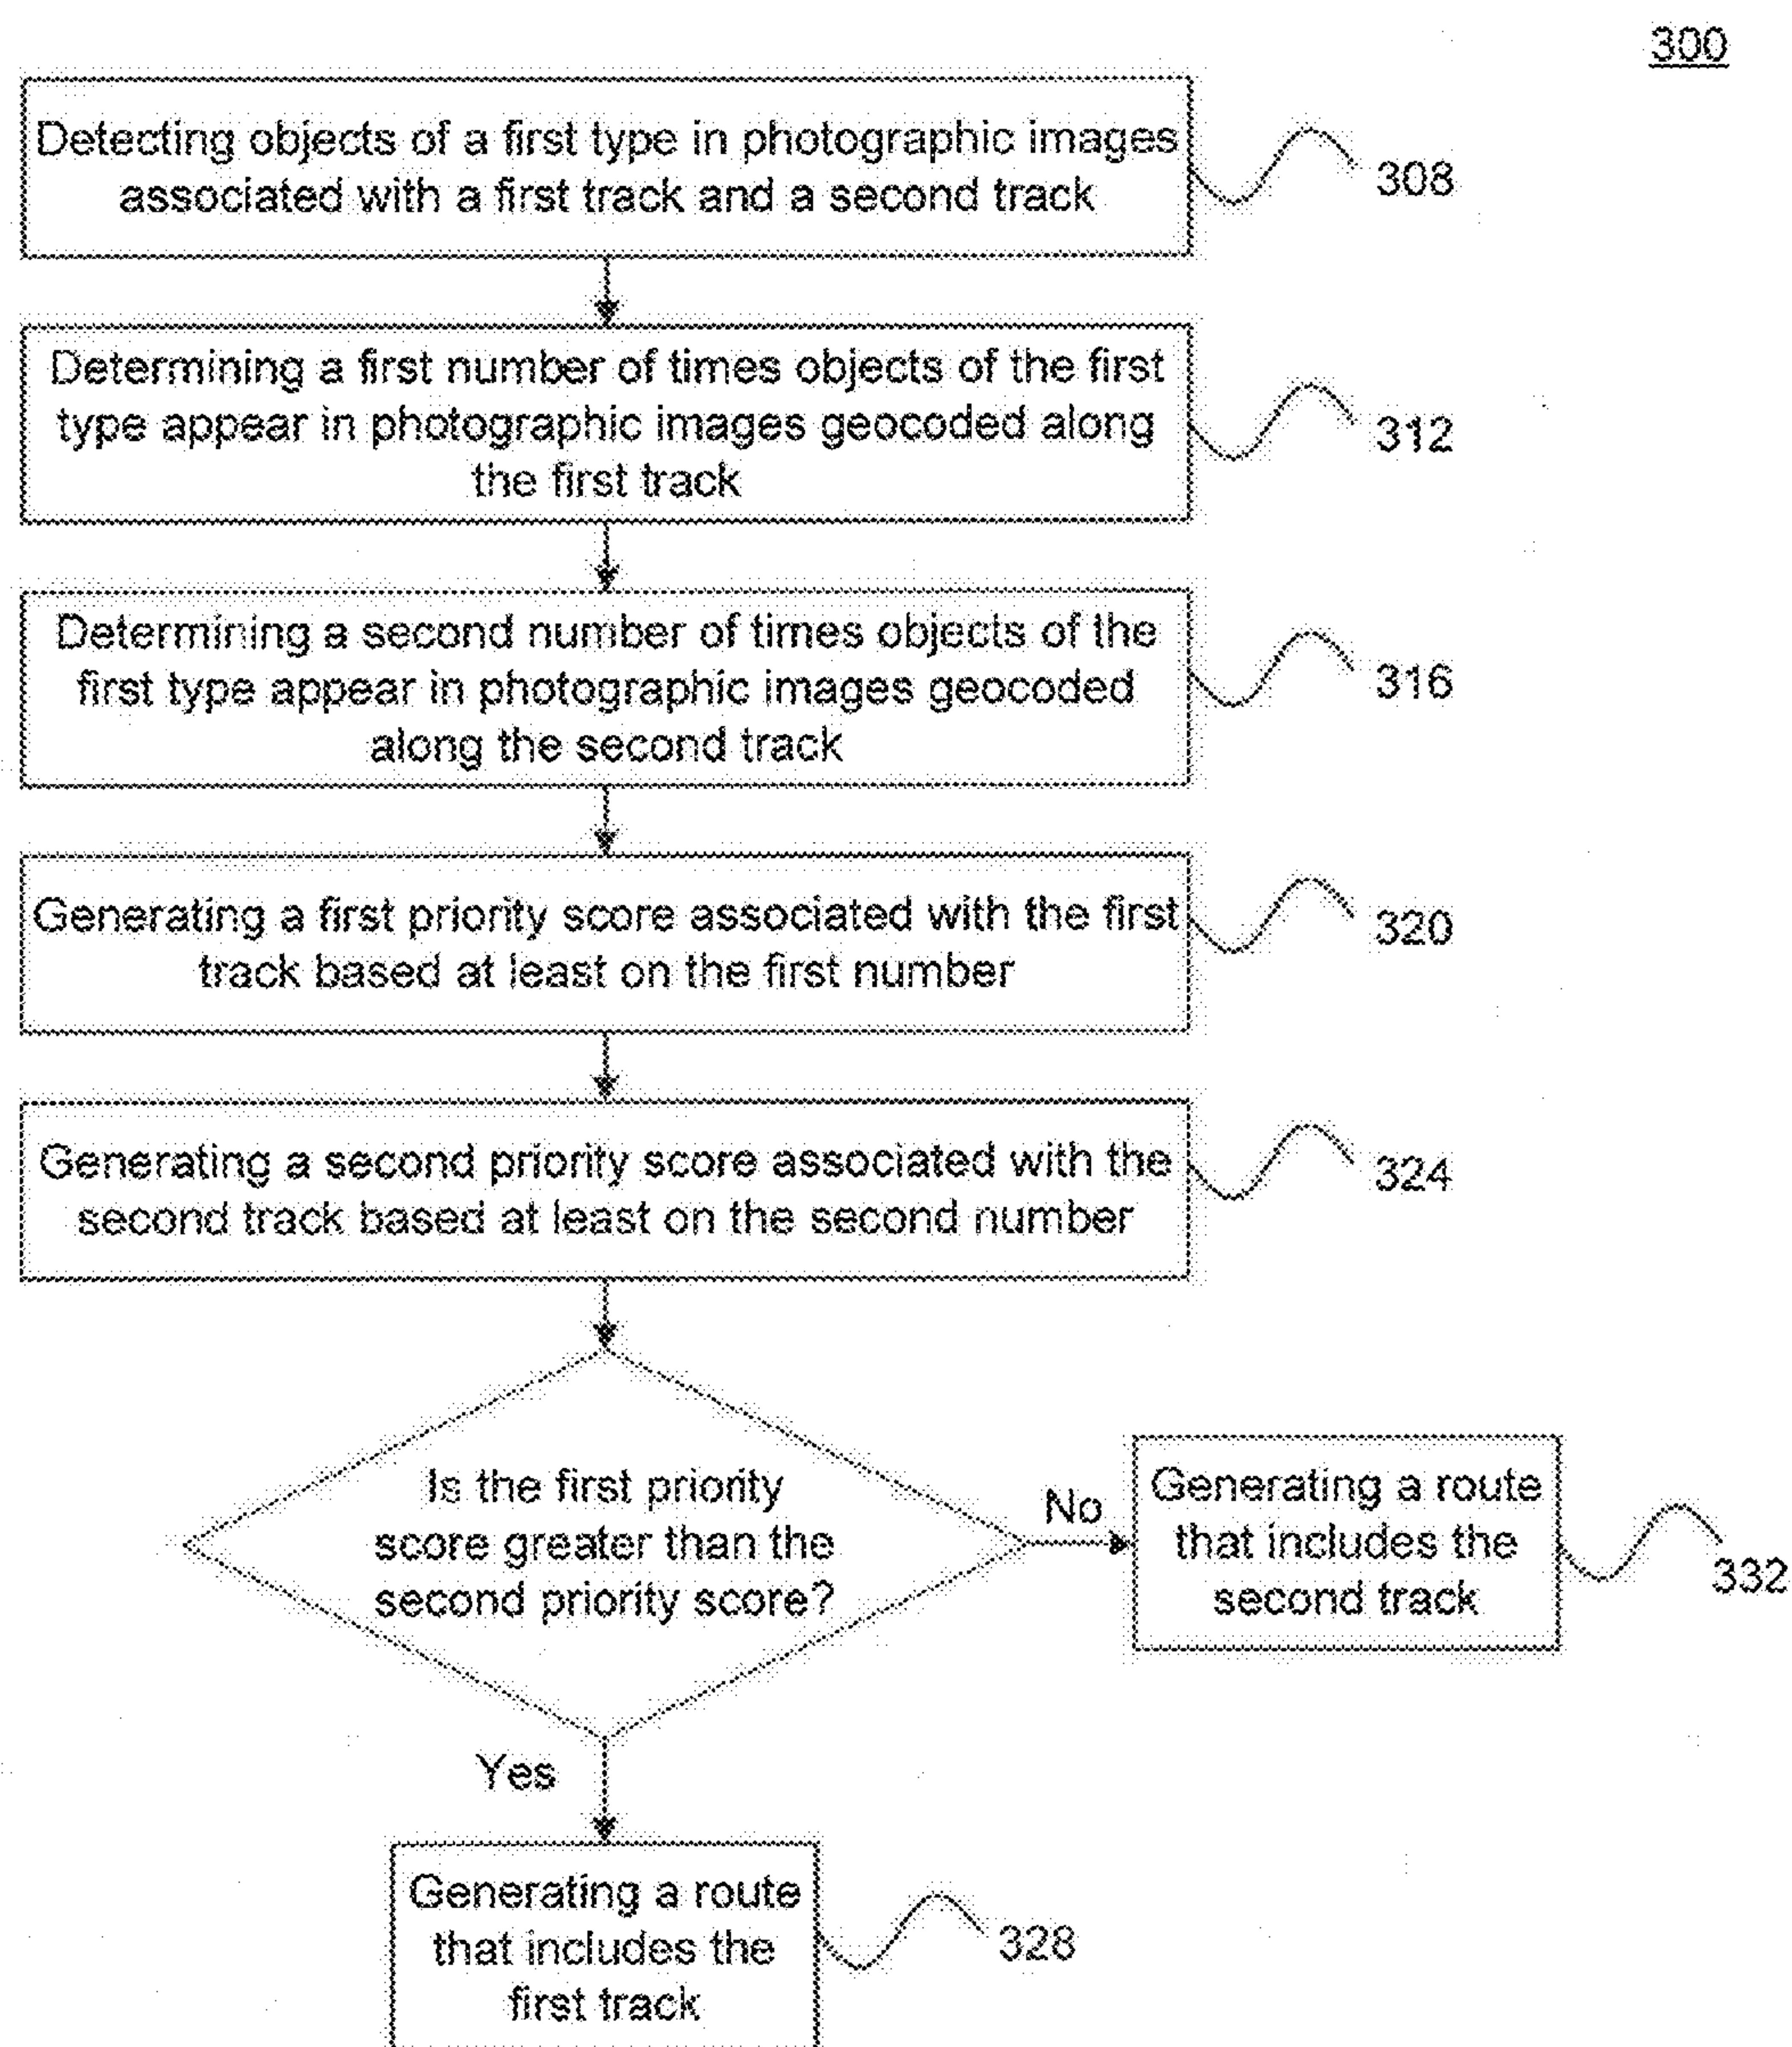 300
Detecting objects of a first type in photographic images
associated with a first track and a second track
308
Determining a first number of times objects of the first
type appear in photographic images geocoded along
the first track
312
Determining a second number of times objects of the
first type appear in photographic images geocoded
along the second track
316
Generating a first priority score associated with the first
track based at least on the first number
320
Generating a second priority score associated with the
second track based at least on the second number
324
Is the first priority
score greater than the
second priority score?
No
Generating a route
that includes the
second track
332
Yes
Generating a route
that includes the
first track
328